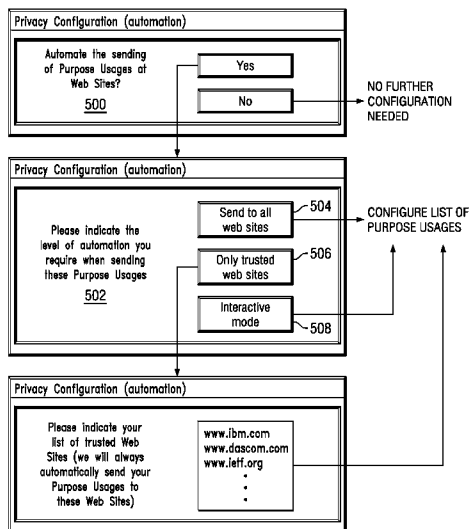 Privacy Configuration (automation)
Automate the sending
of Purpose Usages at
Web Sites?
500
Yes
No
NO FURTHER
CONFIGURATION
NEEDED
Privacy Configuration (automation)
Please indicate the
level of automation you
require when sending
these Purpose Usages
502
Send to all
web sites
504
Only trusted
web sites
506
Interactive
mode
508
CONFIGURE LIST OF
PURPOSE USAGES
Privacy Configuration (automation)
Please indicate your
list of trusted Web
Sites (we will always
automatically send your
Purpose Usages to
these Web Sites)
www.ibm.com
www.dascom.com
www.ietf.org